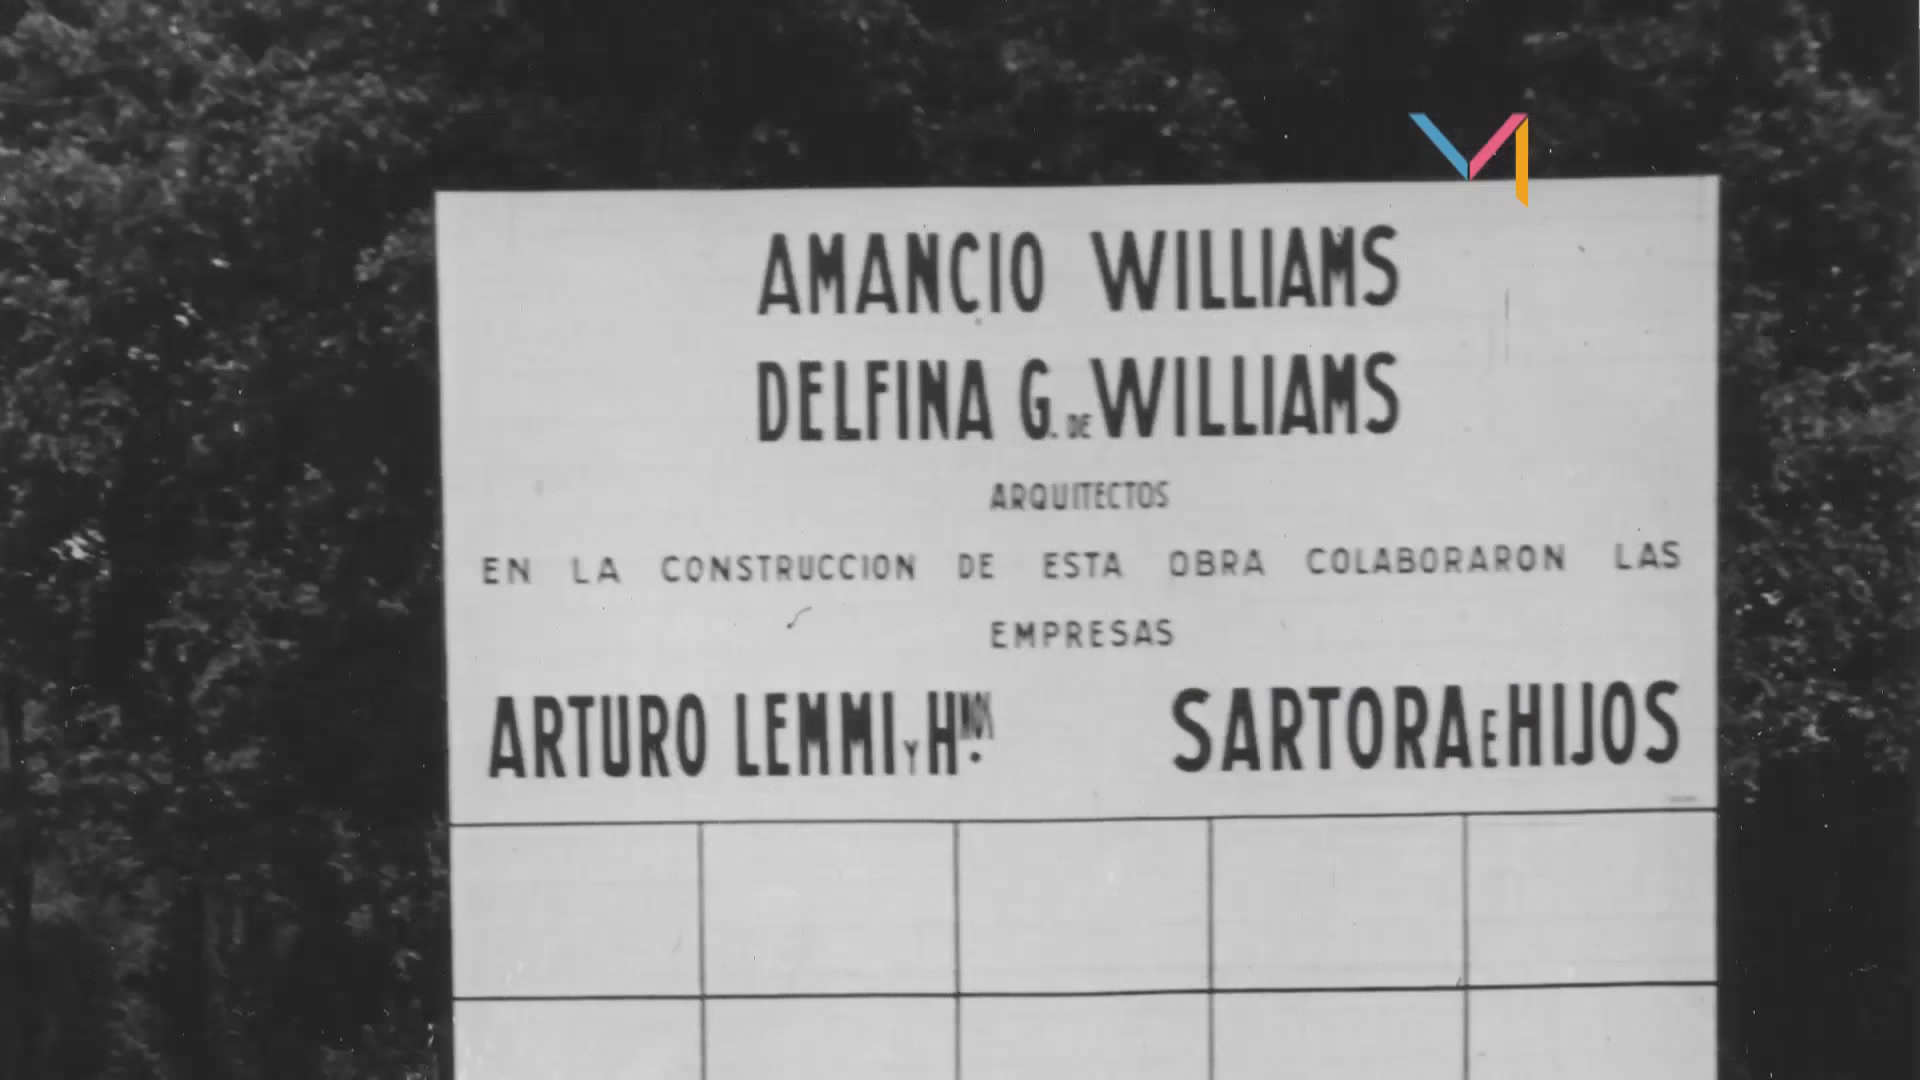 AMANCIO WILLIAMS
DELFINA G. DE WILLIAMS
ARQUITECTOS
EN LA CONSTRUCCION DE ESTA OBRA COLABORARON LAS
EMPRESAS
ARTURO LEMMI Y HNOS. SARTORA E HIJOS